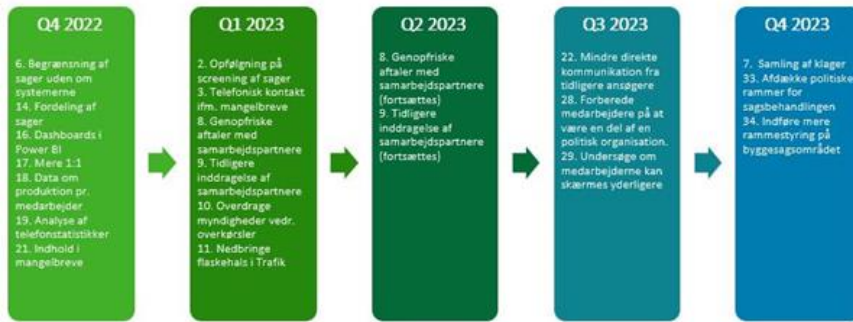 Q4 2022
6. Begrænsning af
sager uden om
systemerne
14. Fordeling af
sager
16. Dashboards i
Power BI
17. Mere 1:1
18. Data om
produktion pr.
medarbejder
19. Analyse af
telefonstatistikker
21. Indhold i
mangelbreve
Q1 2023
2. Opfølgning på
screening af sager
3. Telefonisk kontakt
ifm. mangelbreve
8. Genopfriske
aftaler med
samarbejdspartnere
9. Tidligere
inddragelse af
samarbejdspartnere
10. Overdrage
myndigheder vedr.
overkørsler
11. Nedbringe
flaskehals i Trafik
Q2 2023
8. Genopfriske
aftaler med
samarbejdspartnere
(fortsættes)
9. Tidligere
inddragelse af
samarbejdspartnere
(fortsættes)
Q3 2023
22. Mindre direkte
kommunikation fra
tidligere ansøgere
28. Forberede
medarbejdere på at
være en del af en
politisk organisation.
29. Undersøge om
medarbejderne kan
skærmes yderligere
Q4 2023
7. Samling af klager
33. Afdække politiske
rammer for
sagsbehandlingen
34. Indføre mere
rammestyring på
byggesagsområdet